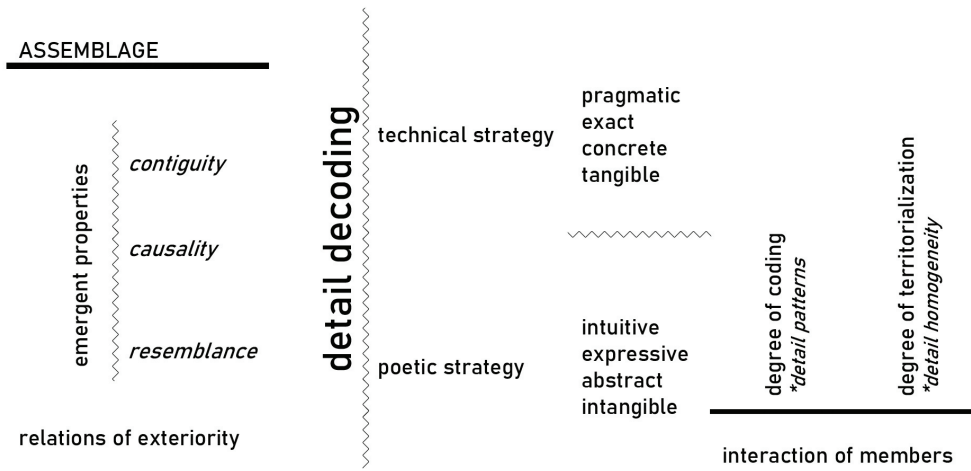 ASSEMBLAGE
emergent properties
contiguity
causality
resemblance
relations of exteriority
detail decoding
technical strategy
pragmatic
exact
concrete
tangible
poetic strategy
intuitive
expressive
abstract
intangible
degree of coding
*detail patterns
degree of territorialization
*detail homogeneity
interaction of members